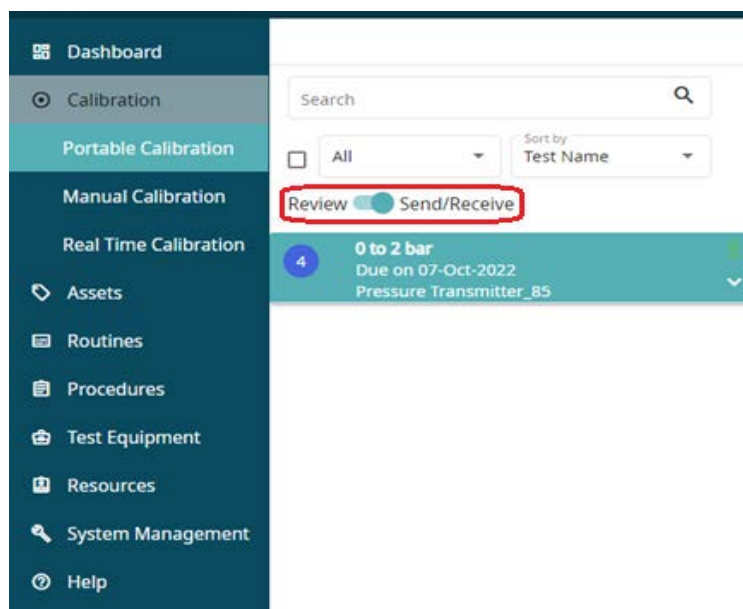 Dashboard
Calibration
Portable Calibration
Manual Calibration
Real Time Calibration
Assets
Routines
Procedures
Test Equipment
Resources
System Management
Help
Search
All
Sort by
Test Name
Review Send/Receive
4
0 to 2 bar
Due on 07-Oct-2022
Pressure Transmitter_85